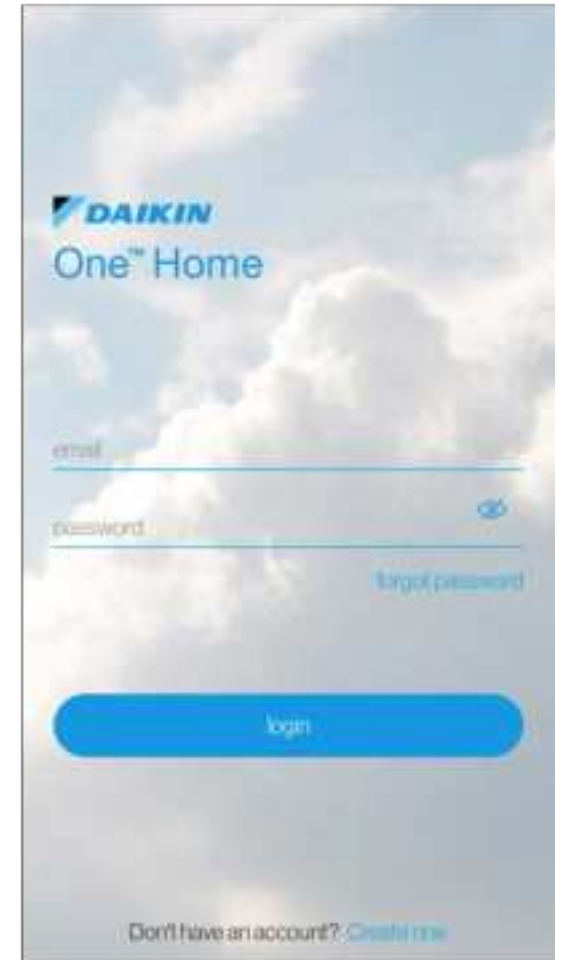 DAIKIN
One™ Home
email
password
forgot password
login
Don't have an account? Create one